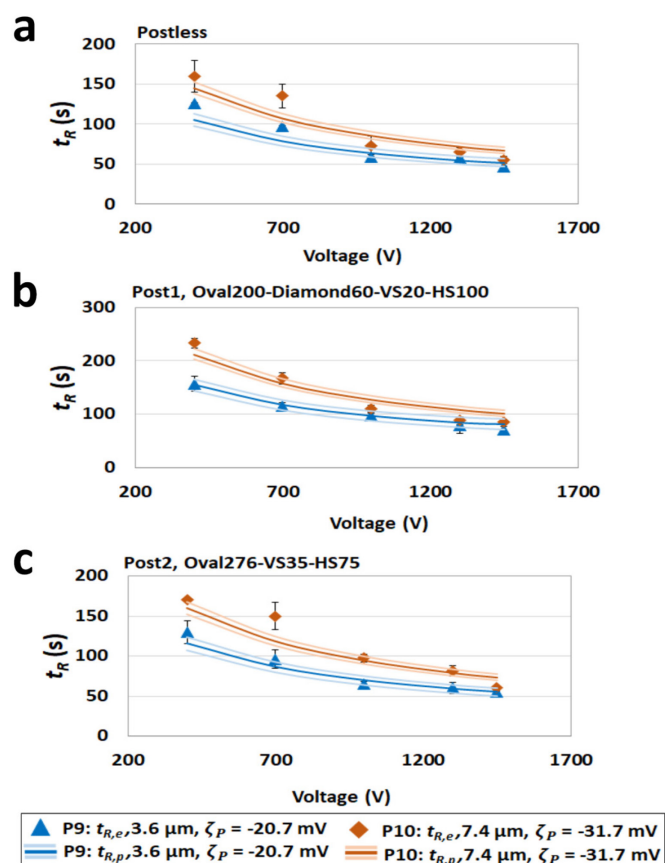 a
Postless
200
150
100
50
0
t_R (s)
200 700 1200 1700
Voltage (V)
b
Post1, Oval200-Diamond60-VS20-HS100
300
200
100
0
t_R (s)
200 700 1200 1700
Voltage (V)
c
Post2, Oval276-VS35-HS75
200
150
100
50
0
t_R (s)
200 700 1200 1700
Voltage (V)
P9: t_R,e,3.6 μm, ζ_P = -20.7 mV P10: t_R,e,7.4 μm, ζ_P = -31.7 mV
P9: t_R,p,3.6 μm, ζ_P = -20.7 mV P10: t_R,p,7.4 μm, ζ_P = -31.7 mV